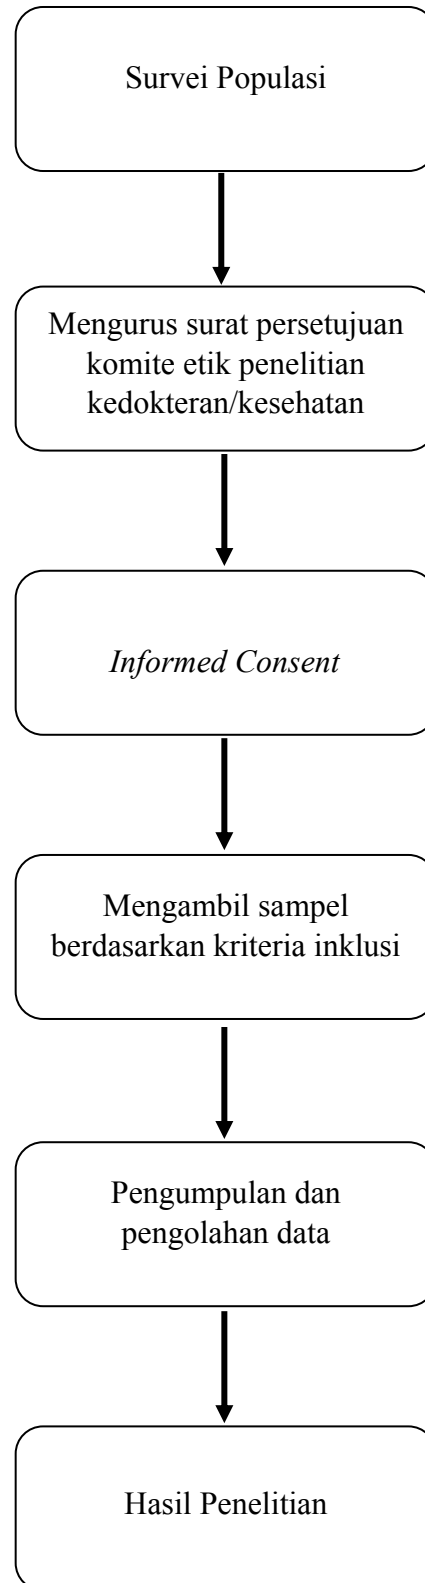 Survei Populasi
Mengurus surat persetujuan
komite etik penelitian
kedokteran/kesehatan
Informed Consent
Mengambil sampel
berdasarkan kriteria inklusi
Pengumpulan dan
pengolahan data
Hasil Penelitian